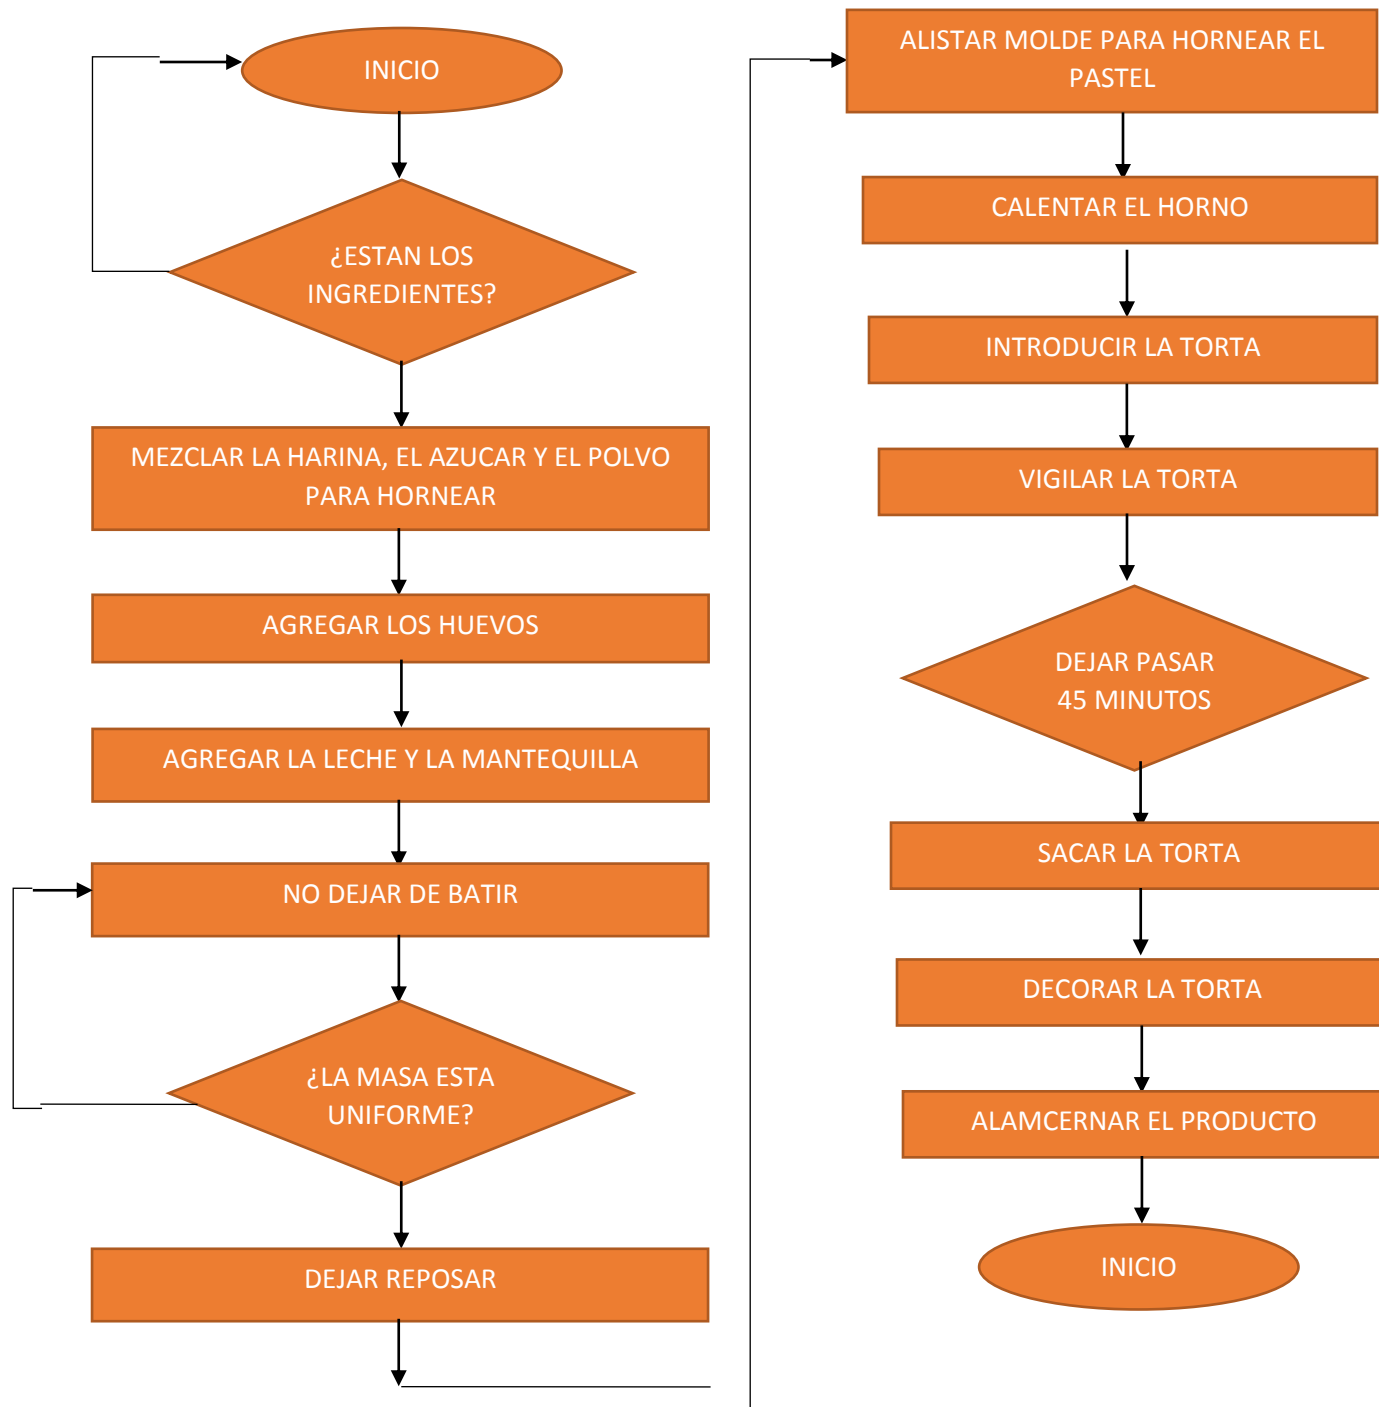 INICIO
¿ESTAN LOS
INGREDIENTES?
MEZCLAR LA HARINA, EL AZUCAR Y EL POLVO
PARA HORNEAR
AGREGAR LOS HUEVOS
AGREGAR LA LECHE Y LA MANTEQUILLA
NO DEJAR DE BATIR
¿LA MASA ESTA
UNIFORME?
DEJAR REPOSAR
ALISTAR MOLDE PARA HORNEAR EL
PASTEL
CALENTAR EL HORNO
INTRODUCIR LA TORTA
VIGILAR LA TORTA
DEJAR PASAR
45 MINUTOS
SACAR LA TORTA
DECORAR LA TORTA
ALAMCERNAR EL PRODUCTO
INICIO